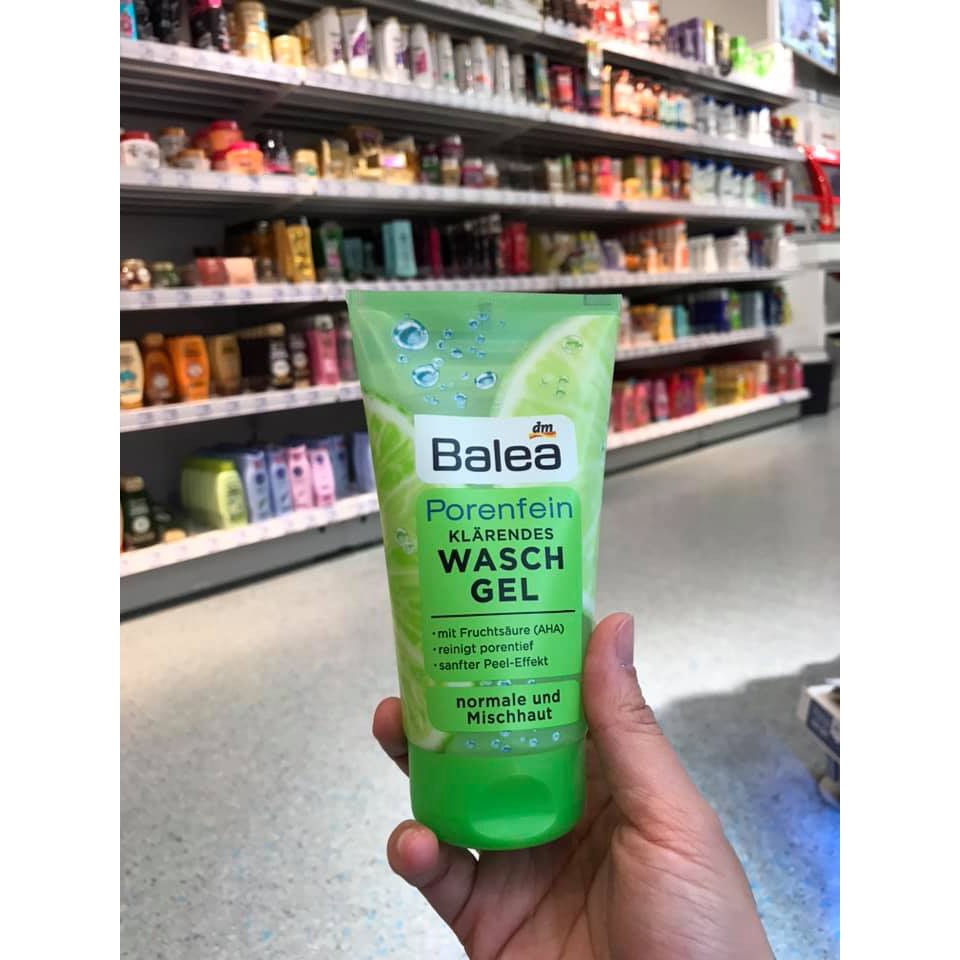 dm
Balea
Porenfein
KLÄRENDES
WASCH
GEL
• mit Fruchtsäure (AHA)
• reinigt porentief
• sanfter Peel-Effekt
normale und
Mischhaut